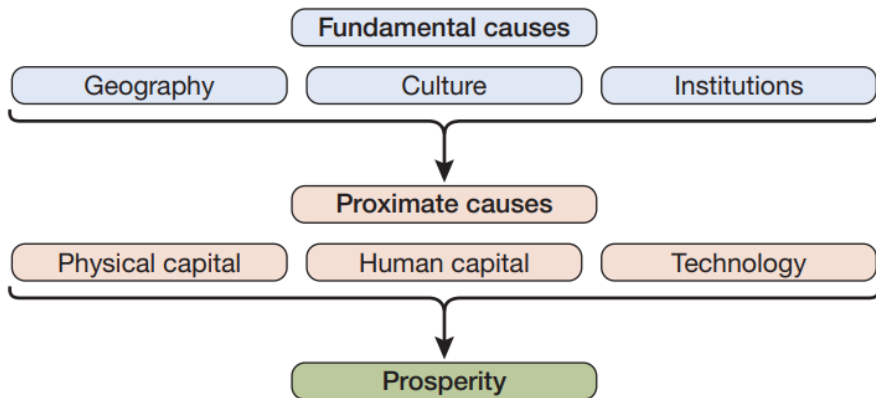 Fundamental causes
Geography Culture Institutions
Proximate causes
Physical capital Human capital Technology
Prosperity